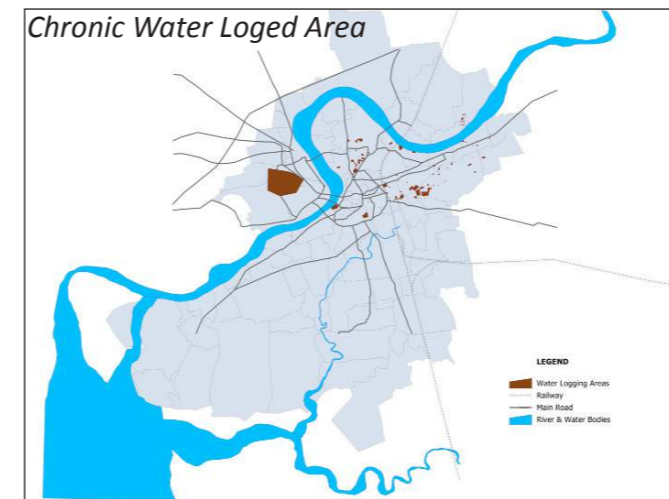 Chronic Water Loged Area
LEGEND
Water Logging Areas
Railway
Main Road
River & Water Bodies